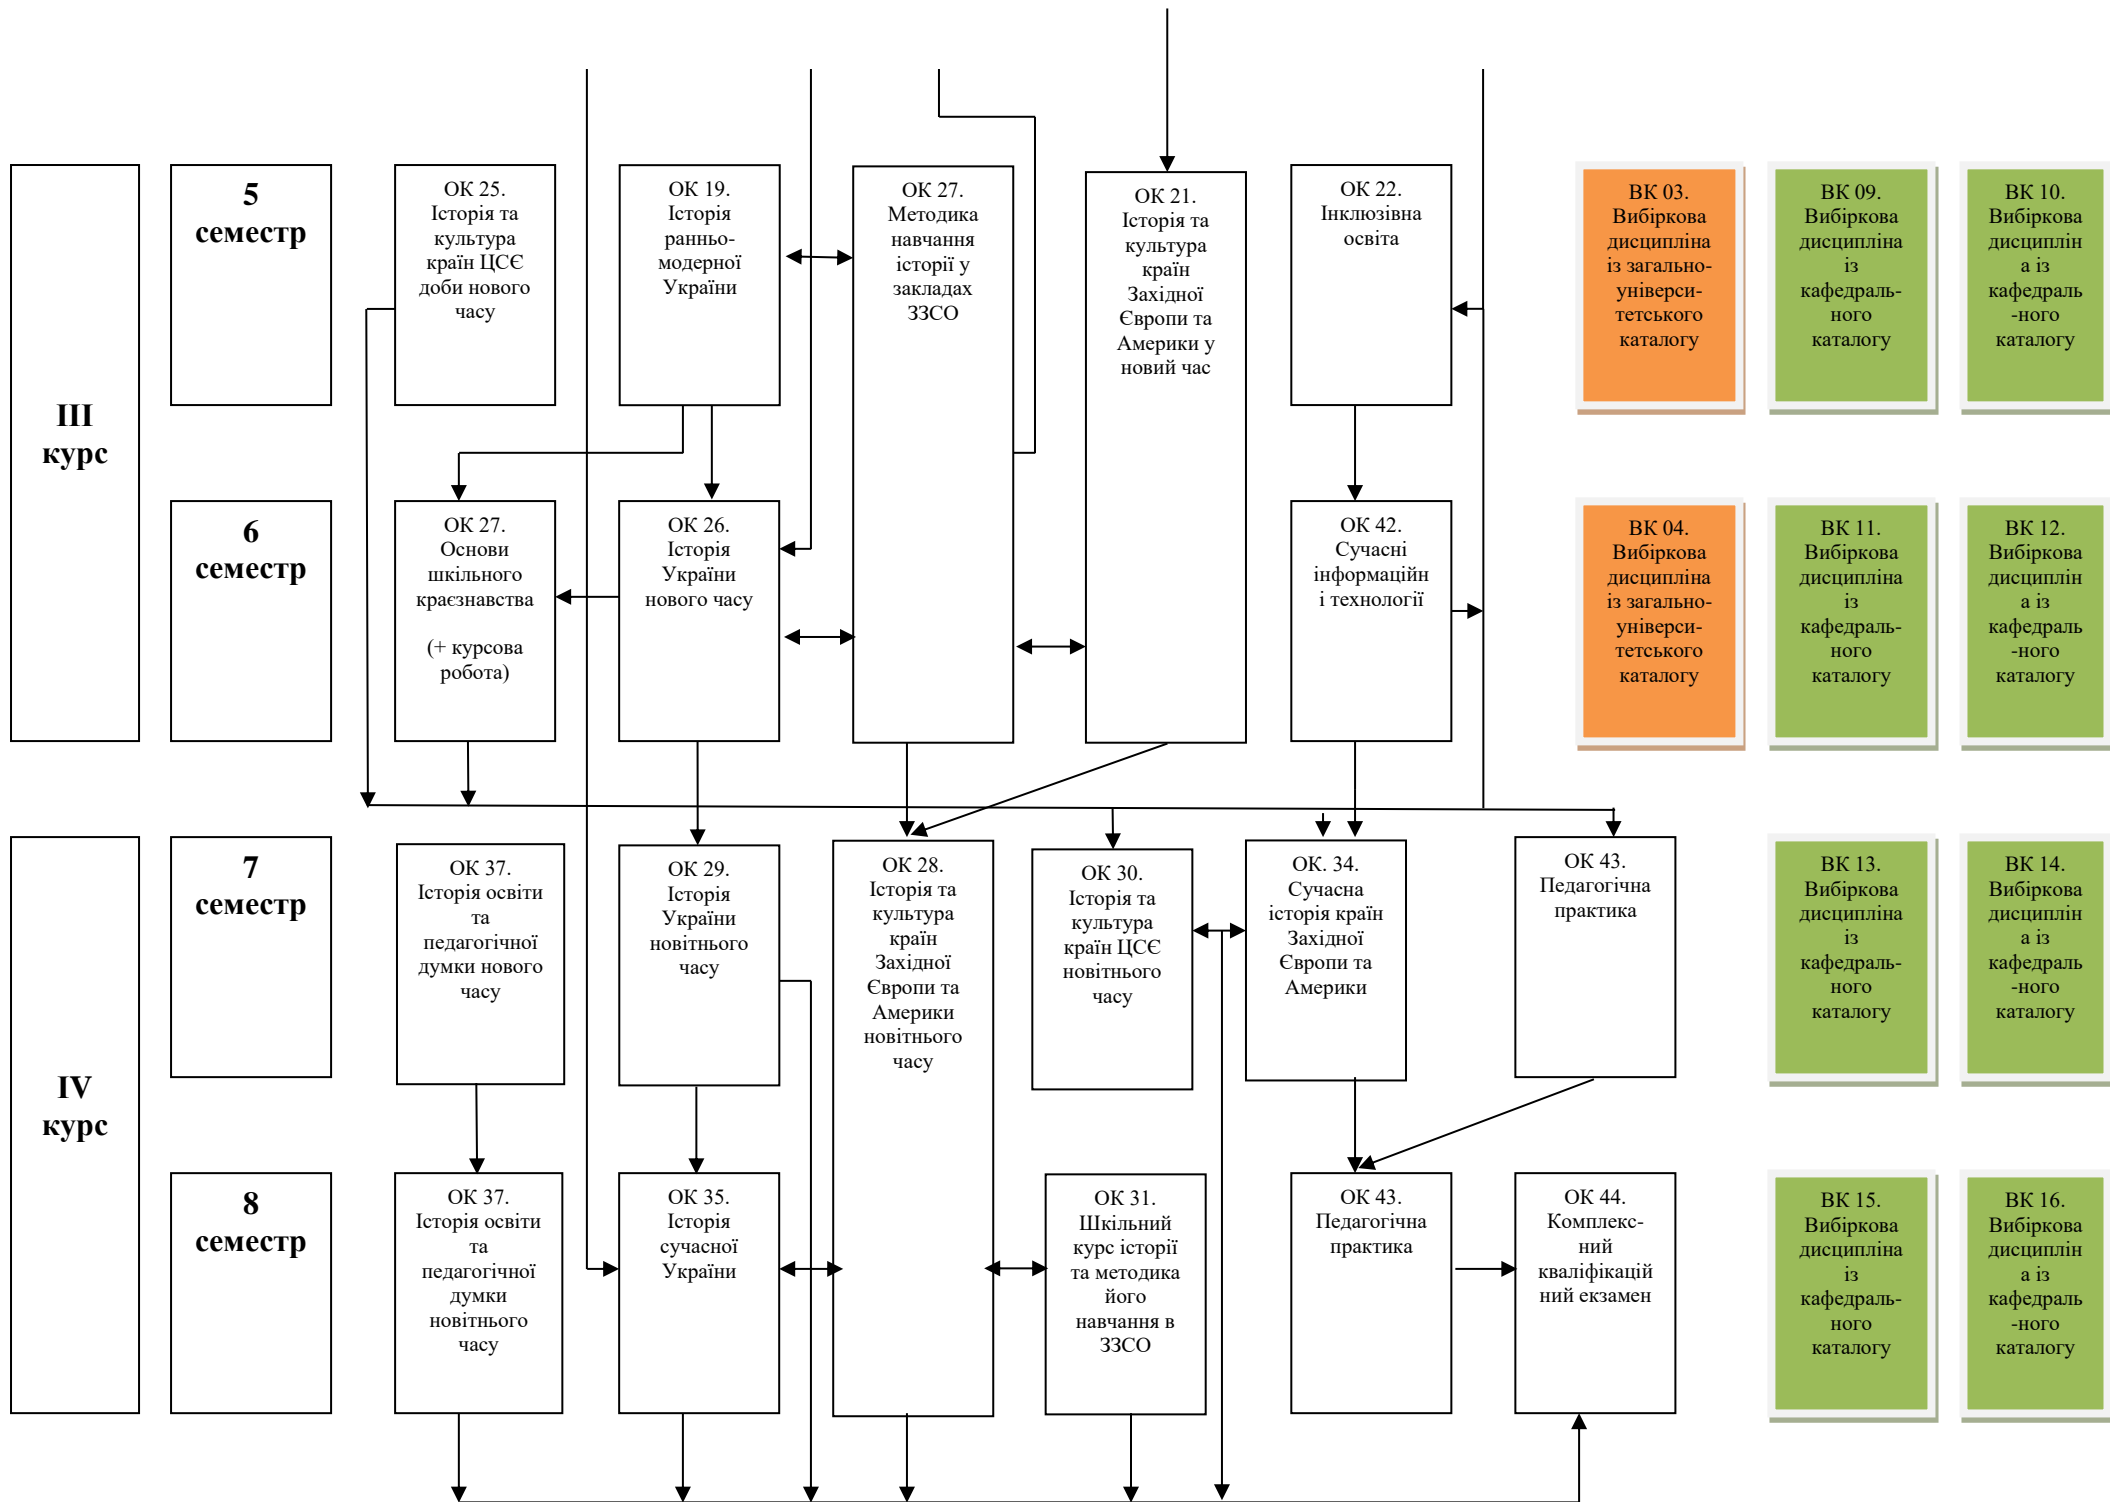 III
курс
5
семестр
ОК 25.
Історія та
культура
країн ЦСЄ
доби нового
часу
ОК 19.
Історія
ранньо-
модерної
України
ОК 27.
Методика
навчання
історії у
закладах
ЗЗСО
ОК 21.
Історія та
культура
країн
Західної
Європи та
Америки у
новий час
ОК 22.
Інклюзівна
освіта
ВК 03.
Вибіркова
дисципліна
із загально-
універси-
тетського
каталогу
ВК 09.
Вибіркова
дисципліна
із
кафедраль-
ного
каталогу
ВК 10.
Вибіркова
дисциплін
а із
кафедраль
-ного
каталогу
6
семестр
ОК 27.
Основи
шкільного
краєзнавства
(+ курсова
робота)
ОК 26.
Історія
України
нового часу
ОК 42.
Сучасні
інформаційн
і технології
ВК 04.
Вибіркова
дисципліна
із загально-
універси-
тетського
каталогу
ВК 11.
Вибіркова
дисципліна
із
кафедраль-
ного
каталогу
ВК 12.
Вибіркова
дисциплін
а із
кафедраль
-ного
каталогу
IV
курс
7
семестр
ОК 37.
Історія освіти
та
педагогічної
думки нового
часу
ОК 29.
Історія
України
новітнього
часу
ОК 28.
Історія та
культура
країн
Західної
Європи та
Америки
новітнього
часу
ОК 30.
Історія та
культура
країн ЦСЄ
новітнього
часу
ОК. 34.
Сучасна
історія країн
Західної
Європи та
Америки
ОК 43.
Педагогічна
практика
ВК 13.
Вибіркова
дисципліна
із
кафедраль-
ного
каталогу
ВК 14.
Вибіркова
дисциплін
а із
кафедраль
-ного
каталогу
8
семестр
ОК 37.
Історія освіти
та
педагогічної
думки
новітнього
часу
ОК 35.
Історія
сучасної
України
ОК 31.
Шкільний
курс історії
та методика
його
навчання в
ЗЗСО
ОК 43.
Педагогічна
практика
ОК 44.
Комплекс-
ний
кваліфікацій
ний екзамен
ВК 15.
Вибіркова
дисципліна
із
кафедраль-
ного
каталогу
ВК 16.
Вибіркова
дисциплін
а із
кафедраль
-ного
каталогу